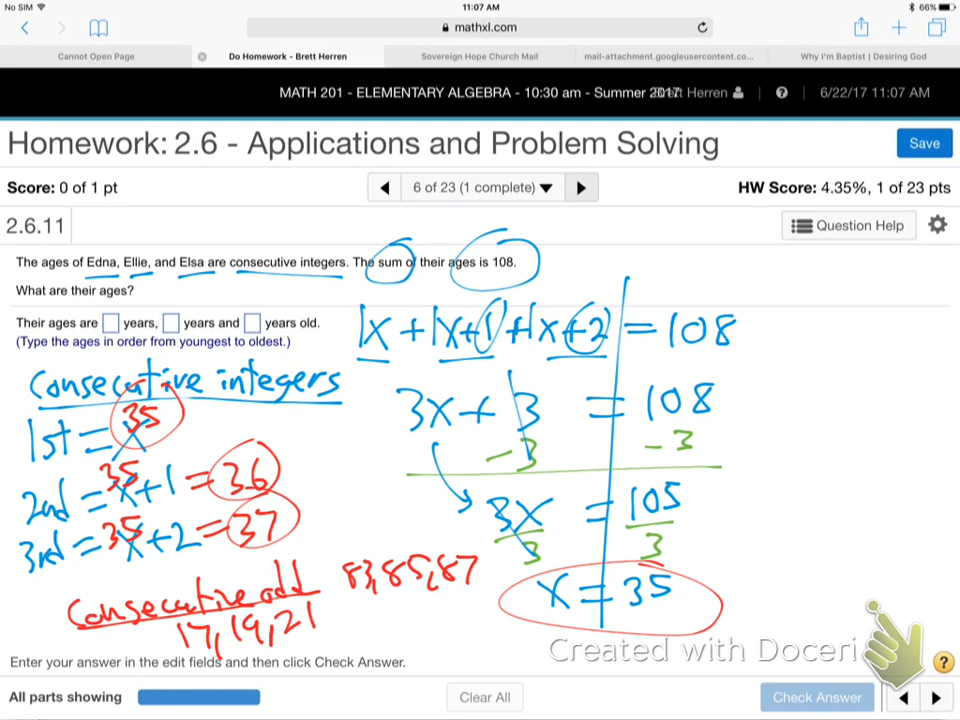 No SIM 11:07 AM 66%
mathxl.com
Cannot Open Page Do Homework - Brett Herren Sovereign Hope Church Mail mail-attachment.googleusercontent.co... Why I'm Baptist | Desiring God
MATH 201 - ELEMENTARY ALGEBRA - 10:30 am - Summer 2017 Brett Herren 6/22/17 11:07 AM
Homework: 2.6 - Applications and Problem Solving Save
Score: 0 of 1 pt 6 of 23 (1 complete) HW Score: 4.35%, 1 of 23 pts
2.6.11 Question Help
The ages of Edna, Ellie, and Elsa are consecutive integers. The sum of their ages is 108.
What are their ages?
Their ages are years, years and years old.
(Type the ages in order from youngest to oldest.)
1x + 1x+1 + 1x+2 = 108
Consecutive integers
3x + 3 = 108
1st = x 35
- 3 - 3
2nd = x+1 = 36
35
3x = 105
3 3
3rd = x+2 = 37
35
x = 35
Consecutive odd 83, 85, 87
17, 19, 21
Created with Doceri
Enter your answer in the edit fields and then click Check Answer. ?
All parts showing Clear All Check Answer